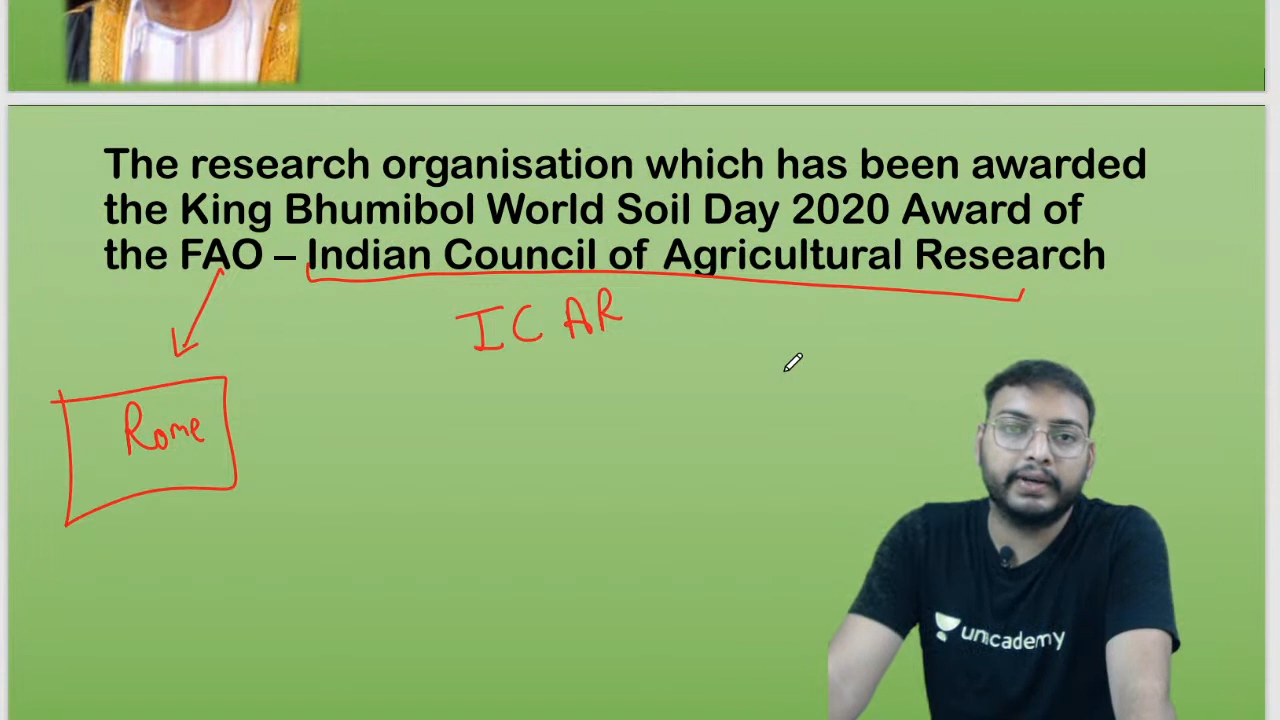 The research organisation which has been awarded
the King Bhumibol World Soil Day 2020 Award of
the FAO – Indian Council of Agricultural Research
ICAR
Rome
unacademy